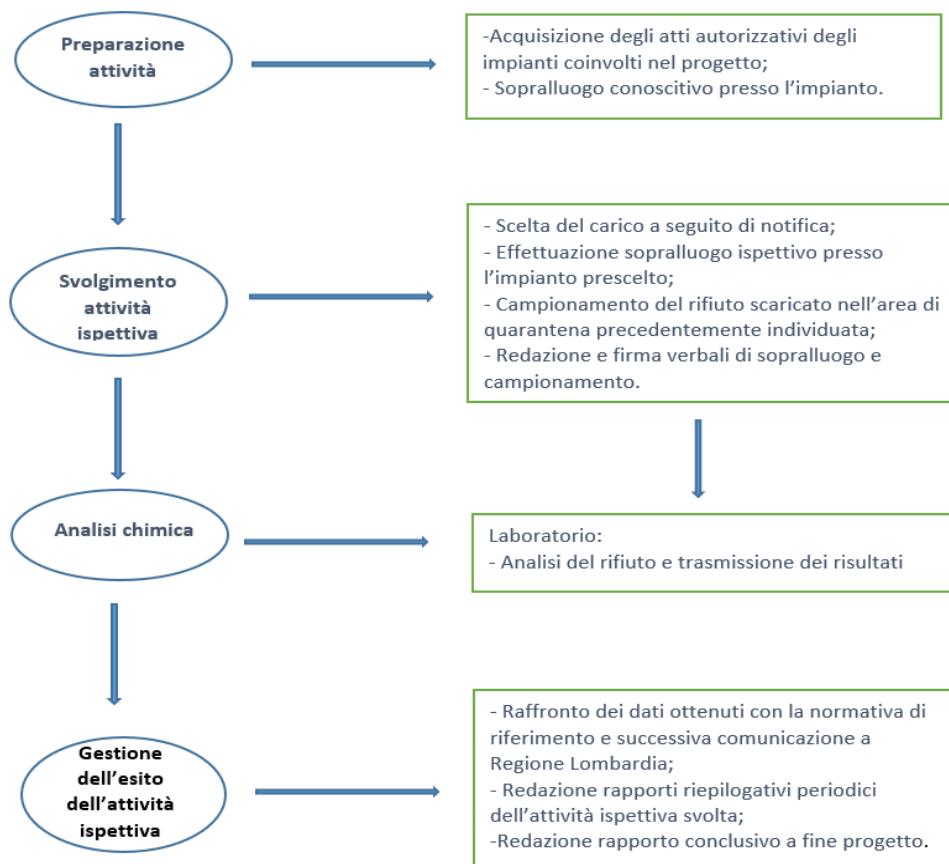 Preparazione
attività
-Acquisizione degli atti autorizzativi degli
impianti coinvolti nel progetto;
- Sopralluogo conoscitivo presso l'impianto.
Svolgimento
attività
ispettiva
- Scelta del carico a seguito di notifica;
- Effettuazione sopralluogo ispettivo presso
l'impianto prescelto;
- Campionamento del rifiuto scaricato nell'area di
quarantena precedentemente individuata;
- Redazione e firma verbali di sopralluogo e
campionamento.
Analisi chimica
Laboratorio:
- Analisi del rifiuto e trasmissione dei risultati
Gestione
dell'esito
dell'attività
ispettiva
- Raffronto dei dati ottenuti con la normativa di
riferimento e successiva comunicazione a
Regione Lombardia;
- Redazione rapporti riepilogativi periodici
dell'attività ispettiva svolta;
-Redazione rapporto conclusivo a fine progetto.